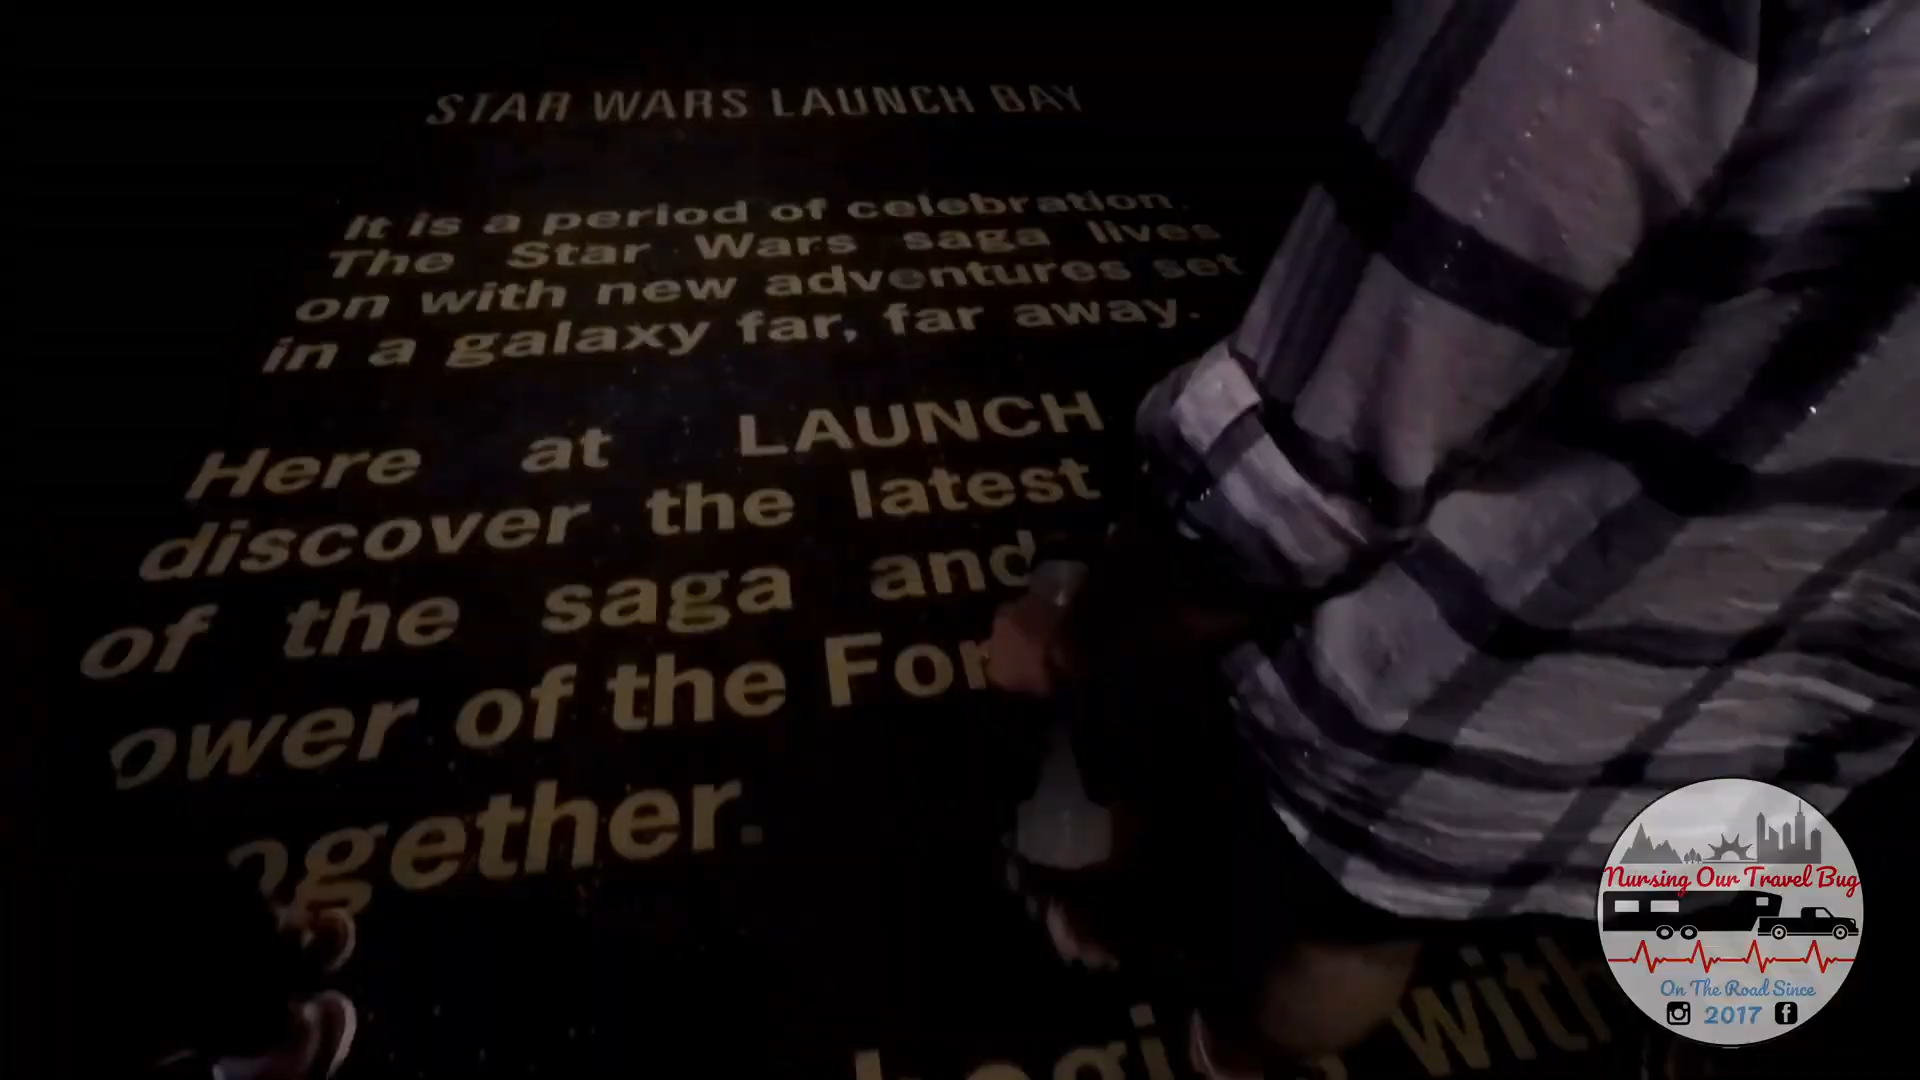 STAR WARS LAUNCH BAY
It is a period of celebration.
The Star Wars saga lives
on with new adventures set
in a galaxy far, far away.
Here at LAUNCH
discover the latest
of the saga and
ower of the For
ogether.
with
Nursing Our Travel Bug
On The Road Since
2017